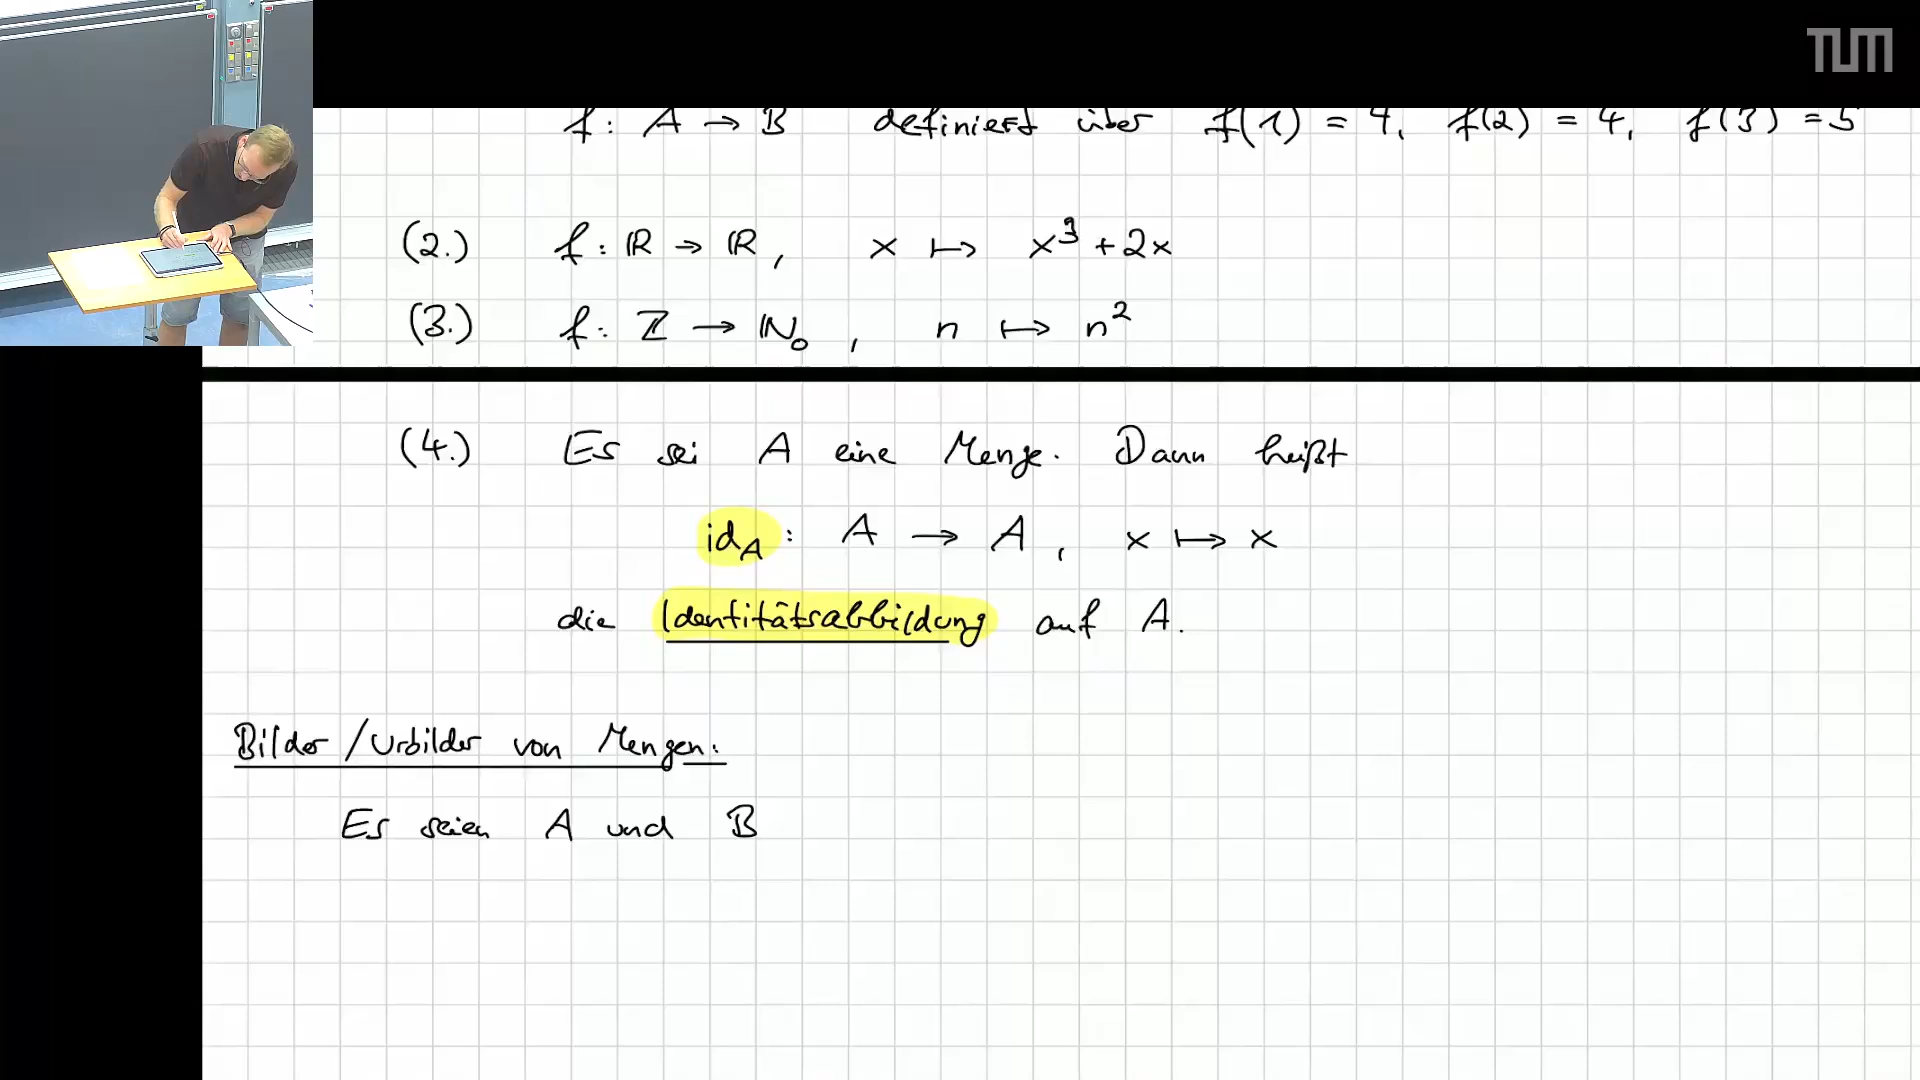 TUM
f: A → B definiert über f(1) = 4, f(2) = 4, f(3) = 5
(2.) f: ℝ → ℝ, x ↦ x³ + 2x
(3.) f: ℤ → ℕ₀, n ↦ n²
(4.) Es sei A eine Menge. Dann heißt
id_A: A → A, x ↦ x
die Identitätsabbildung auf A.
Bilder/Urbilder von Mengen:
Es seien A und B